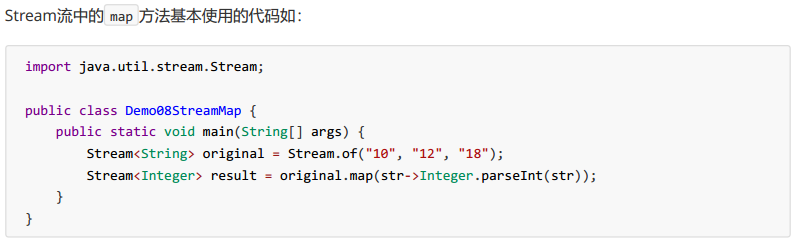 Stream流中的 map 方法基本使用的代码如：
import java.util.stream.Stream;
public class Demo08StreamMap {
    public static void main(String[] args) {
        Stream<String> original = Stream.of("10", "12", "18");
        Stream<Integer> result = original.map(str->Integer.parseInt(str));
    }
}